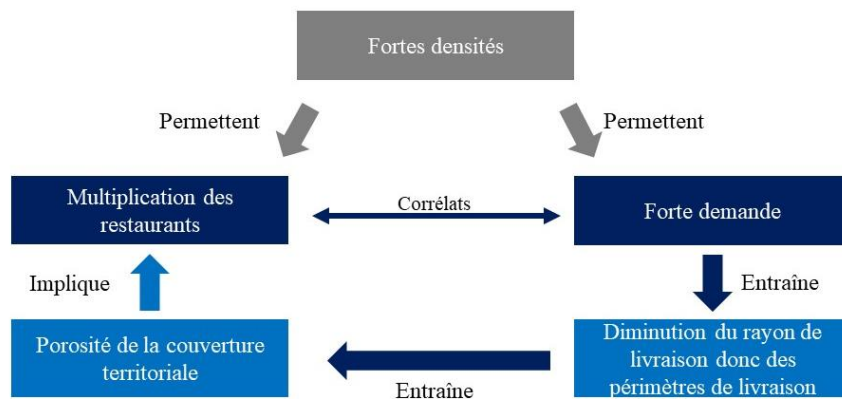 Fortes densités
Permettent
Permettent
Multiplication des
restaurants
Corrélats
Forte demande
Implique
Entraîne
Porosité de la couverture
territoriale
Entraîne
Diminution du rayon de
livraison donc des
périmètres de livraison